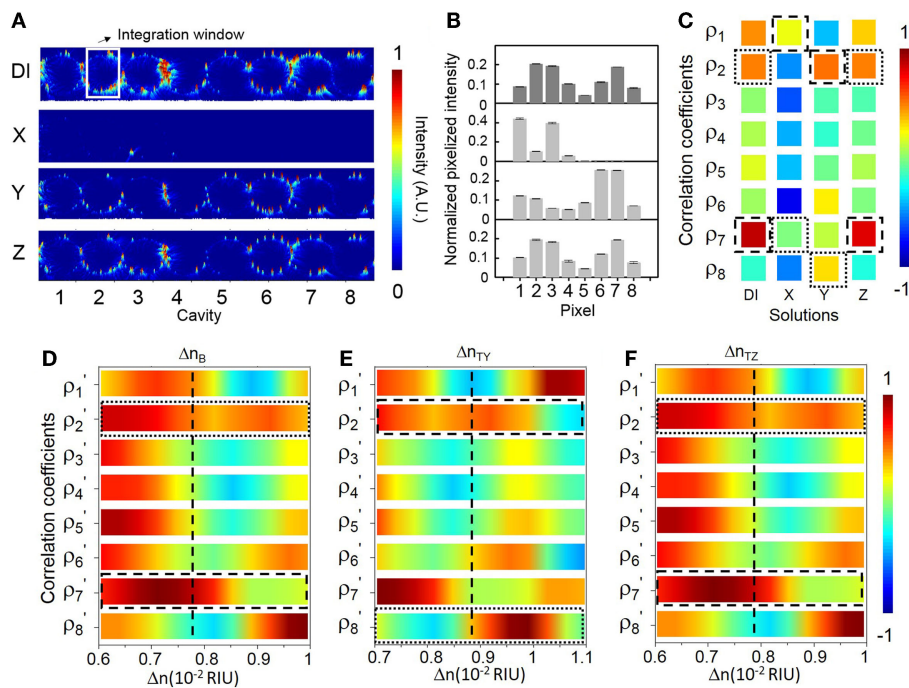 A
Integration window
DI
X
Y
Z
1 2 3 4 5 6 7 8
Cavity
1
0
Intensity (A.U.)
B
Normalized pixelized intensity
0.2
0.1
0
0.4
0.2
0
0.2
0.1
0
0.2
0.1
0
1 2 3 4 5 6 7 8
Pixel
C
Correlation coefficients
ρ1
ρ2
ρ3
ρ4
ρ5
ρ6
ρ7
ρ8
DI X Y Z
Solutions
1
-1
D
ΔnB
Correlation coefficients
ρ1'
ρ2'
ρ3'
ρ4'
ρ5'
ρ6'
ρ7'
ρ8'
0.6 0.7 0.8 0.9 1
Δn(10-2 RIU)
E
ΔnTY
ρ1'
ρ2'
ρ3'
ρ4'
ρ5'
ρ6'
ρ7'
ρ8'
0.7 0.8 0.9 1 1.1
Δn(10-2 RIU)
F
ΔnTZ
ρ1'
ρ2'
ρ3'
ρ4'
ρ5'
ρ6'
ρ7'
ρ8'
0.6 0.7 0.8 0.9 1
Δn(10-2 RIU)
1
-1